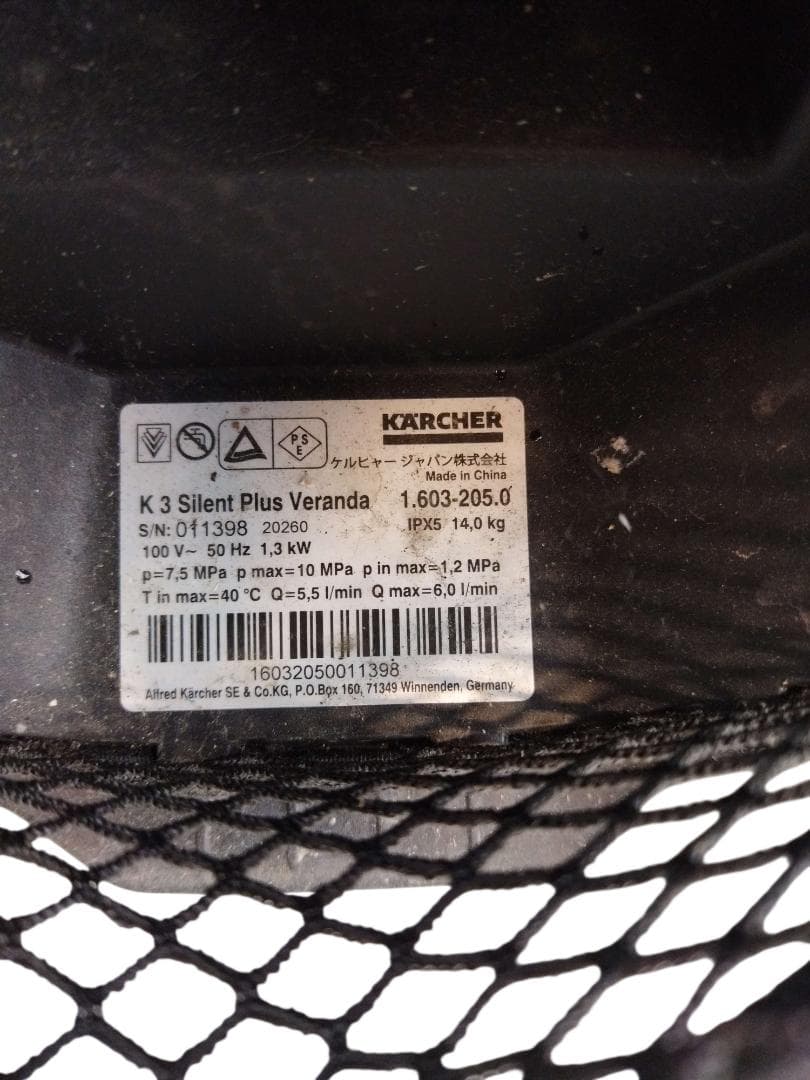 KÄRCHER
PSE
ケルヒャー ジャパン株式会社
Made in China
K 3 Silent Plus Veranda 1.603-205.0
S/N: 011398 20260 IPX5 14,0 kg
100 V~ 50 Hz 1,3 kW
p=7,5 MPa p max=10 MPa p in max=1,2 MPa
T in max=40 °C Q=5,5 l/min Q max=6,0 l/min
16032050011398
Alfred Kärcher SE & Co.KG, P.O.Box 160, 71349 Winnenden, Germany